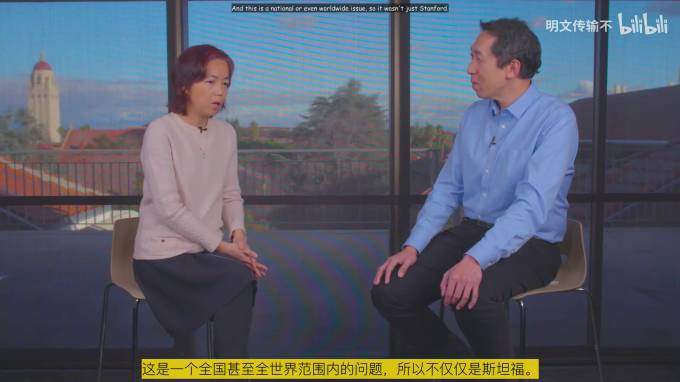 And this is a national or even worldwide issue, so it wasn't just Stanford.
明文传输不 bilibili
这是一个全国甚至全世界范围内的问题，所以不仅仅是斯坦福。